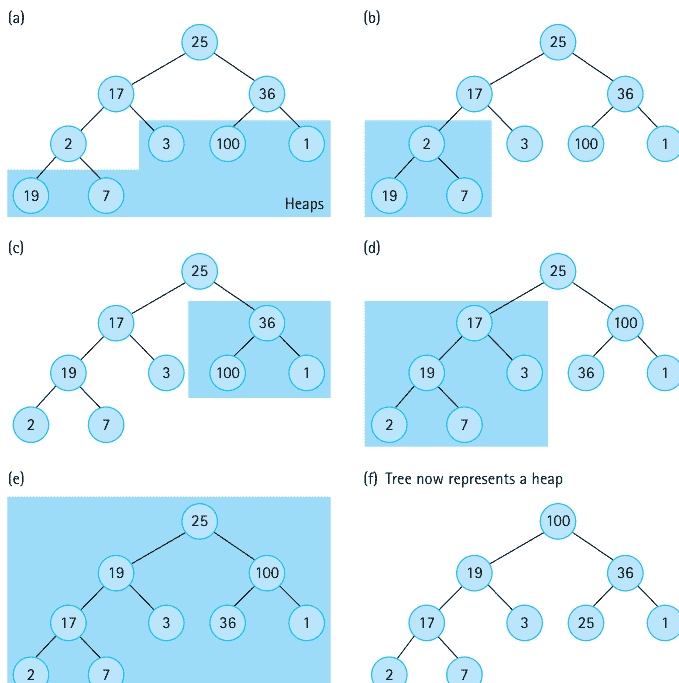 (a)
25
17 36
2 3 100 1
19 7
Heaps
(b)
25
17 36
2 3 100 1
19 7
(c)
25
17 36
19 3 100 1
2 7
(d)
25
17 100
19 3 36 1
2 7
(e)
25
19 100
17 3 36 1
2 7
(f) Tree now represents a heap
100
19 36
17 3 25 1
2 7